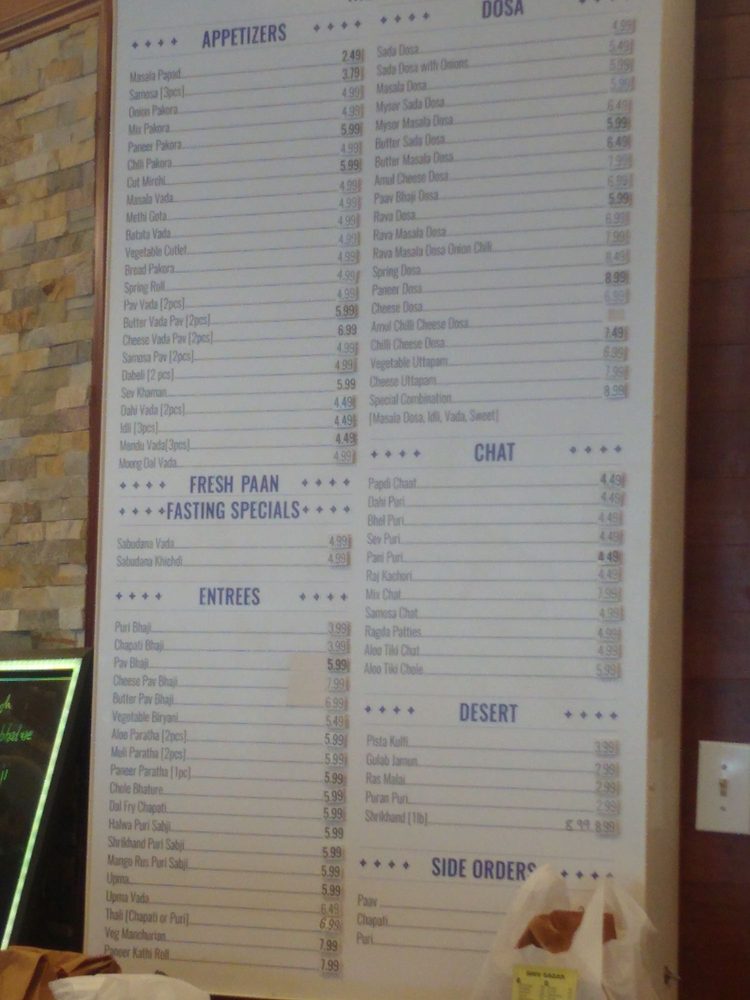 APPETIZERS
Masala Papad 2.49
Samosa [3pcs] 3.79
Onion Pakora 4.99
Mix Pakora 4.99
Paneer Pakora 5.99
Chili Pakora 4.99
Cut Mirchi 5.99
Masala Vada 4.99
Methi Gota 4.99
Batata Vada 4.99
Vegetable Cutlet 4.99
Bread Pakora 4.99
Spring Roll 4.99
Pav Vada [2pcs] 4.99
Butter Vada Pav [2pcs] 5.99
Cheese Vada Pav [2pcs] 6.99
Samosa Pav [2pcs] 4.99
Dabeli [2 pcs] 4.99
Sev Khaman 5.99
Dahi Vada [2pcs] 4.49
Idli [3pcs] 4.49
Mendu Vada[3pcs] 4.49
Moong Dal Vada 4.99
FRESH PAAN
FASTING SPECIALS
Sabudana Vada 4.99
Sabudana Khichdi 4.99
ENTREES
Puri Bhaji 3.99
Chapati Bhaji 3.99
Pav Bhaji 5.99
Cheese Pav Bhaji 7.99
Butter Pav Bhaji 6.99
Vegetable Biryani 5.49
Aloo Paratha [2pcs] 5.99
Muli Paratha [2pcs] 5.99
Paneer Paratha [1pc] 5.99
Chole Bhature 5.99
Dal Fry Chapati 5.99
Halwa Puri Sabji 5.99
Shrikhand Puri Sabji 5.99
Mango Rus Puri Sabji 5.99
Upma 5.99
Upma Vada 6.49
Thali [Chapati or Puri] 6.99
Veg Manchurian 7.99
Paneer Kathi Roll 7.99
DOSA
Sada Dosa 4.99
Sada Dosa with Onions 5.49
Masala Dosa 5.99
Mysor Sada Dosa 5.99
Mysor Masala Dosa 6.49
Butter Sada Dosa 5.99
Butter Masala Dosa 6.49
Amul Cheese Dosa 7.99
Paav Bhaji Dosa 6.99
Rava Dosa 5.99
Rava Masala Dosa 6.99
Rava Masala Dosa Onion Chili 7.99
Spring Dosa 8.49
Paneer Dosa 8.99
Cheese Dosa 6.99
Amul Chilli Cheese Dosa
Chilli Cheese Dosa 7.49
Vegetable Uttapam 6.99
Cheese Uttapam 7.99
Special Combination 8.99
[Masala Dosa, Idli, Vada, Sweet]
CHAT
Papdi Chaat 4.49
Dahi Puri 4.49
Bhel Puri 4.49
Sev Puri 4.49
Pani Puri 4.49
Raj Kachori 4.49
Mix Chat 7.99
Samosa Chat 4.99
Ragda Patties 4.99
Aloo Tiki Chat 4.99
Aloo Tiki Chole 5.99
DESERT
Pista Kulfi 3.99
Gulab Jamun 2.99
Ras Malai 2.99
Puran Puri 2.99
Shrikhand [1lb] 8.99 8.99
SIDE ORDERS
Paav
Chapati
Puri